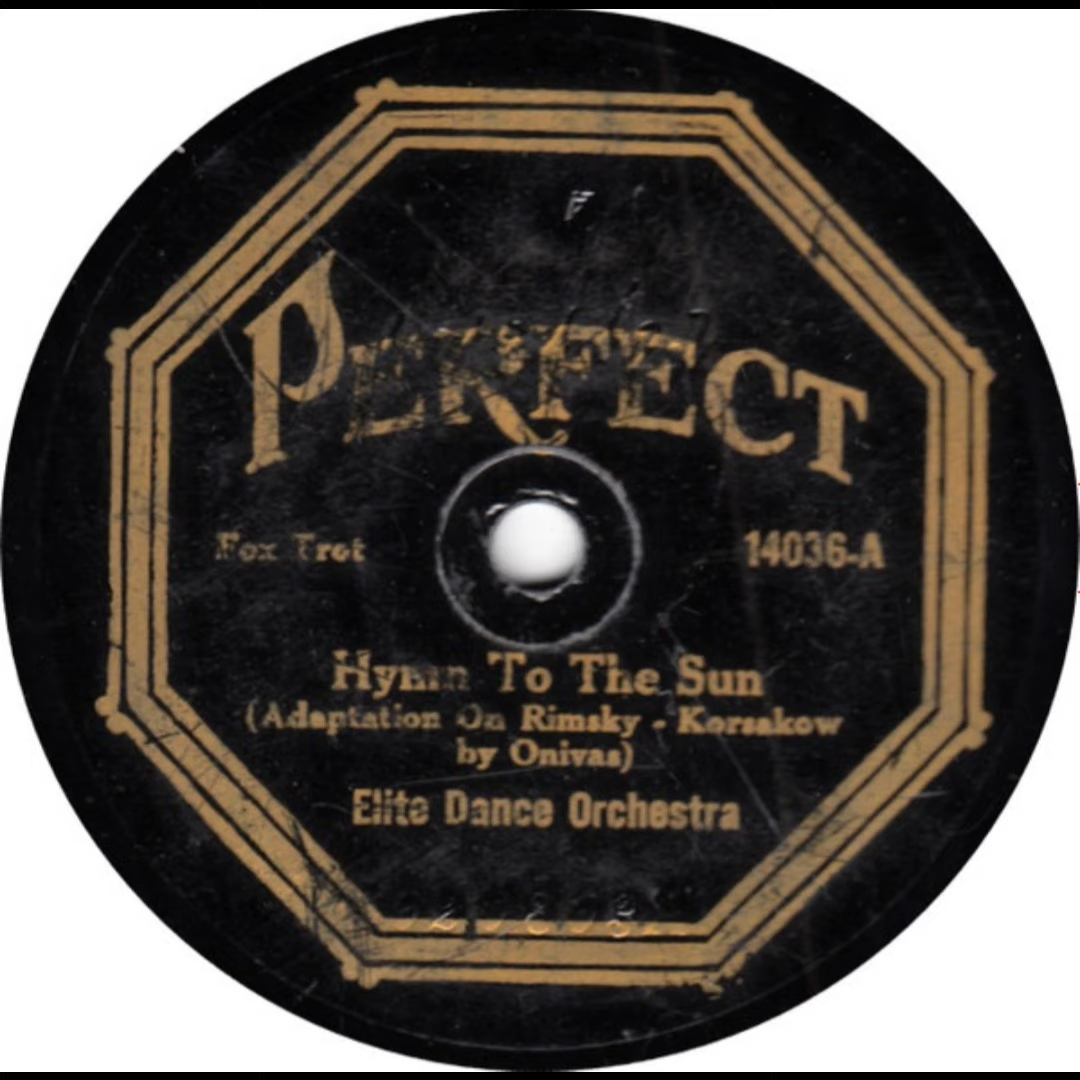 PERFECT
Fox Trot
14036-A
Hymn To The Sun
(Adaptation On Rimsky - Korsakow
by Onivas)
Elite Dance Orchestra